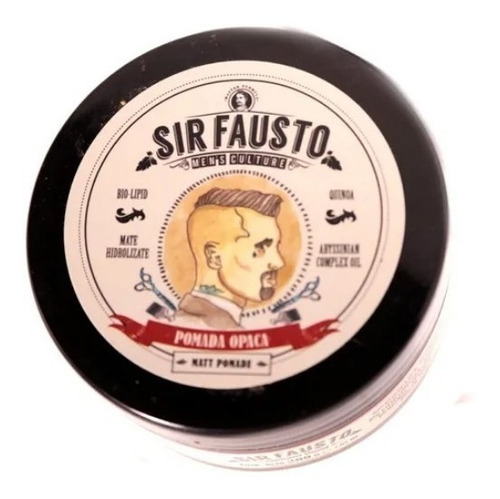 SIR FAUSTO
MEN'S CULTURE
BIO-LIPID
MATE
HIDROLIZATE
QUINOA
ABYSSINIAN
COMPLEX OIL
POMADA OPACA
MATT POMADE
SIR FAUSTO